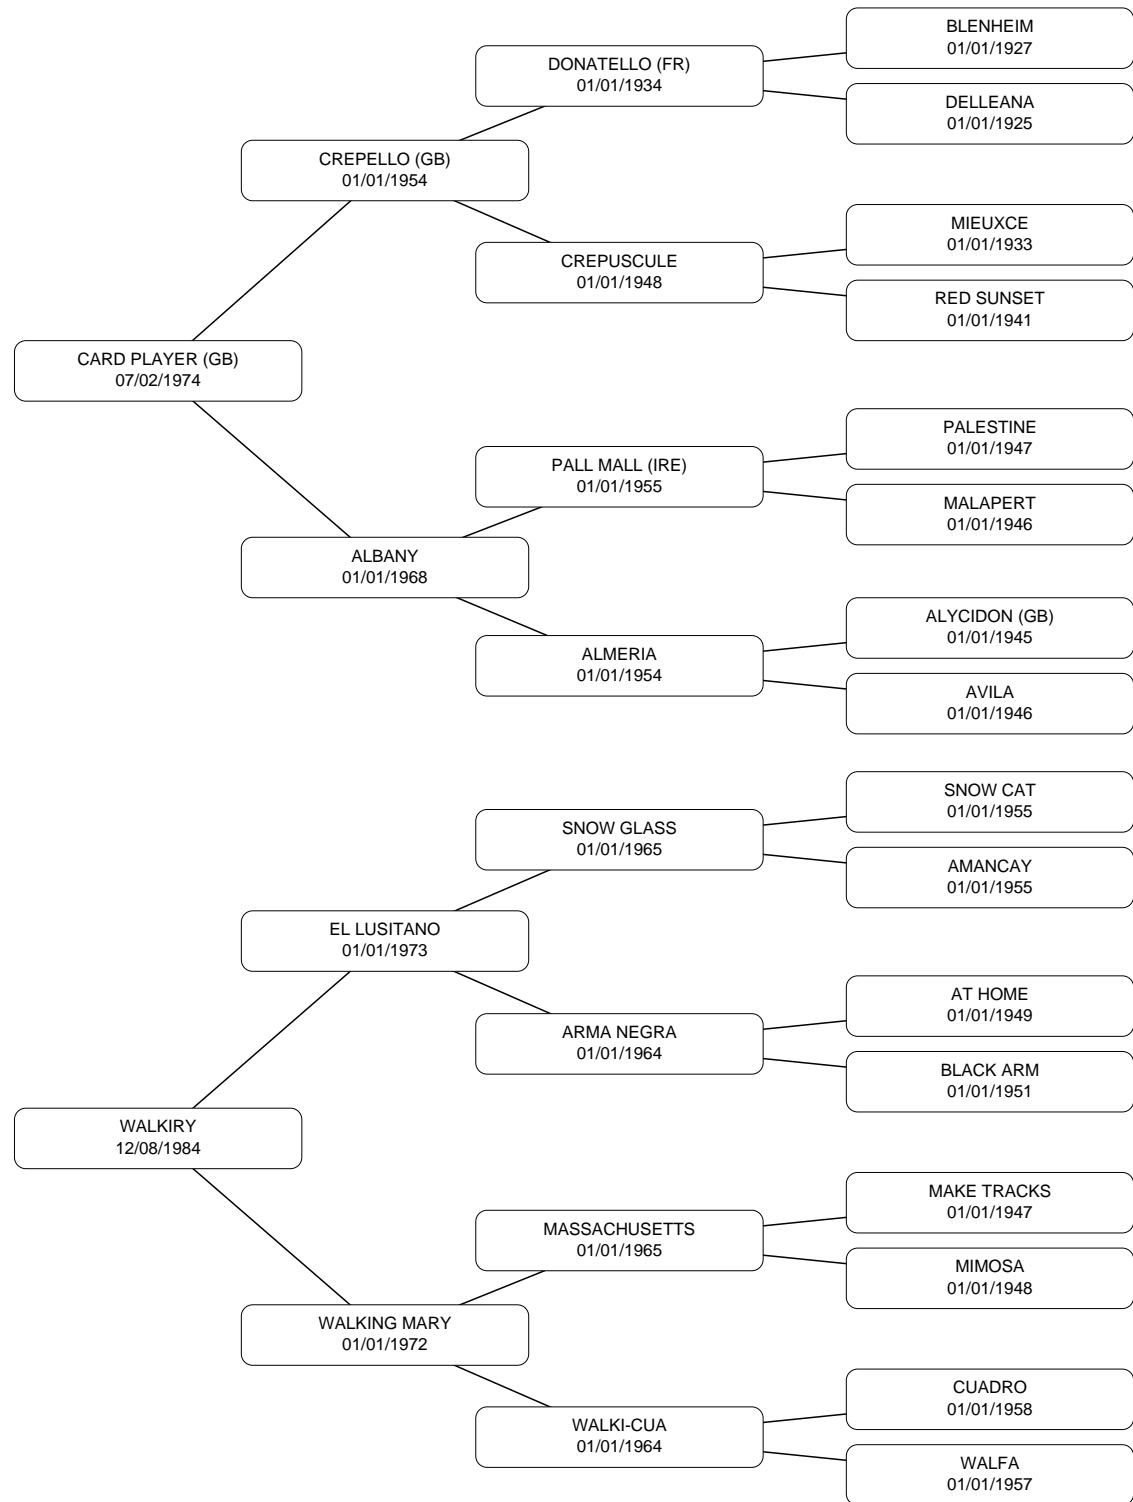 BLENHEIM
01/01/1927
DONATELLO (FR)
01/01/1934
DELLEANA
01/01/1925
CREPELLO (GB)
01/01/1954
MIEUXCE
01/01/1933
CREPUSCULE
01/01/1948
RED SUNSET
01/01/1941
CARD PLAYER (GB)
07/02/1974
PALESTINE
01/01/1947
PALL MALL (IRE)
01/01/1955
MALAPERT
01/01/1946
ALBANY
01/01/1968
ALYCIDON (GB)
01/01/1945
ALMERIA
01/01/1954
AVILA
01/01/1946
SNOW CAT
01/01/1955
SNOW GLASS
01/01/1965
AMANCAY
01/01/1955
EL LUSITANO
01/01/1973
AT HOME
01/01/1949
ARMA NEGRA
01/01/1964
BLACK ARM
01/01/1951
WALKIRY
12/08/1984
MAKE TRACKS
01/01/1947
MASSACHUSETTS
01/01/1965
MIMOSA
01/01/1948
WALKING MARY
01/01/1972
CUADRO
01/01/1958
WALKI-CUA
01/01/1964
WALFA
01/01/1957